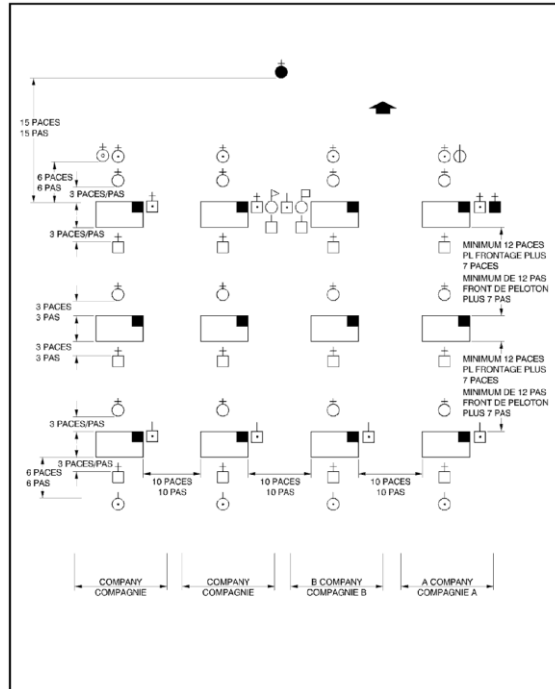 15 PACES
15 PAS
6 PACES
6 PAS
3 PACES/PAS
3 PACES/PAS
MINIMUM 12 PACES
PL FRONTAGE PLUS
7 PACES
MINIMUM DE 12 PAS
FRONT DE PELOTON
PLUS 7 PAS
3 PACES
3 PAS
3 PACES
3 PAS
MINIMUM 12 PACES
PL FRONTAGE PLUS
7 PACES
MINIMUM DE 12 PAS
FRONT DE PELOTON
PLUS 7 PAS
3 PACES/PAS
3 PACES/PAS
6 PACES
6 PAS
10 PACES
10 PAS
10 PACES
10 PAS
10 PACES
10 PAS
COMPANY
COMPAGNIE
COMPANY
COMPAGNIE
B COMPANY
COMPAGNIE B
A COMPANY
COMPAGNIE A